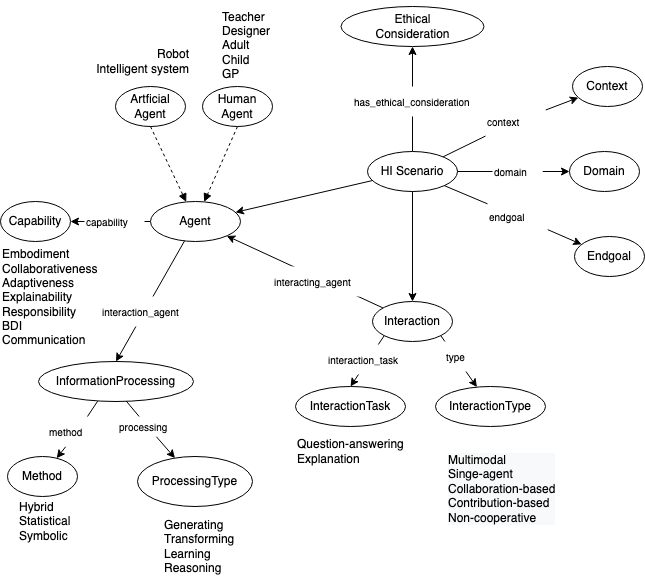 Teacher
Designer
Adult
Child
GP
Robot
Intelligent system
Ethical
Consideration
Artficial
Agent
Human
Agent
has_ethical_consideration
Context
context
HI Scenario
domain
Domain
endgoal
Endgoal
Capability
capability
Agent
Embodiment
Collaborativeness
Adaptiveness
Explainability
Responsibility
BDI
Communication
interacting_agent
interaction_agent
Interaction
interaction_task
type
InformationProcessing
InteractionTask
InteractionType
method
processing
Question-answering
Explanation
Method
ProcessingType
Multimodal
Singe-agent
Collaboration-based
Contribution-based
Non-cooperative
Hybrid
Statistical
Symbolic
Generating
Transforming
Learning
Reasoning